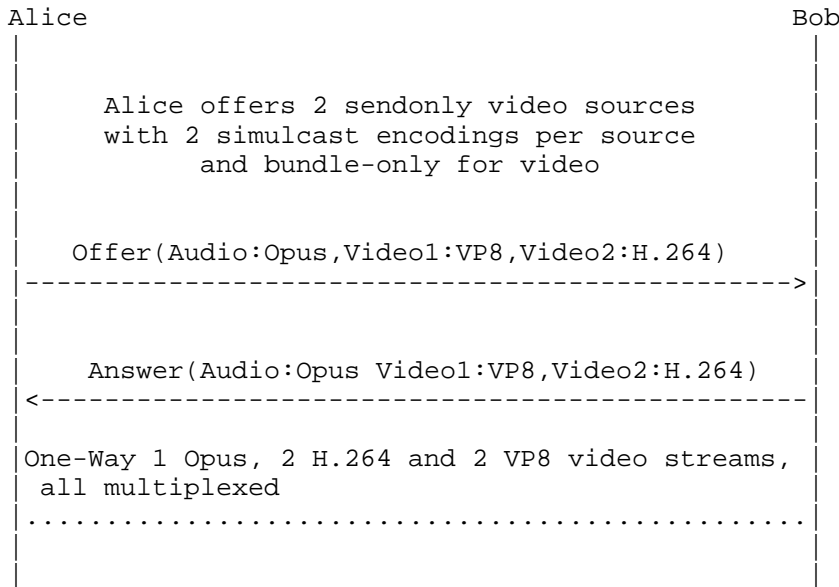 Alice Bob
Alice offers 2 sendonly video sources
with 2 simulcast encodings per source
and bundle-only for video
Offer(Audio:Opus,Video1:VP8,Video2:H.264)
Answer(Audio:Opus Video1:VP8,Video2:H.264)
One-Way 1 Opus, 2 H.264 and 2 VP8 video streams,
all multiplexed